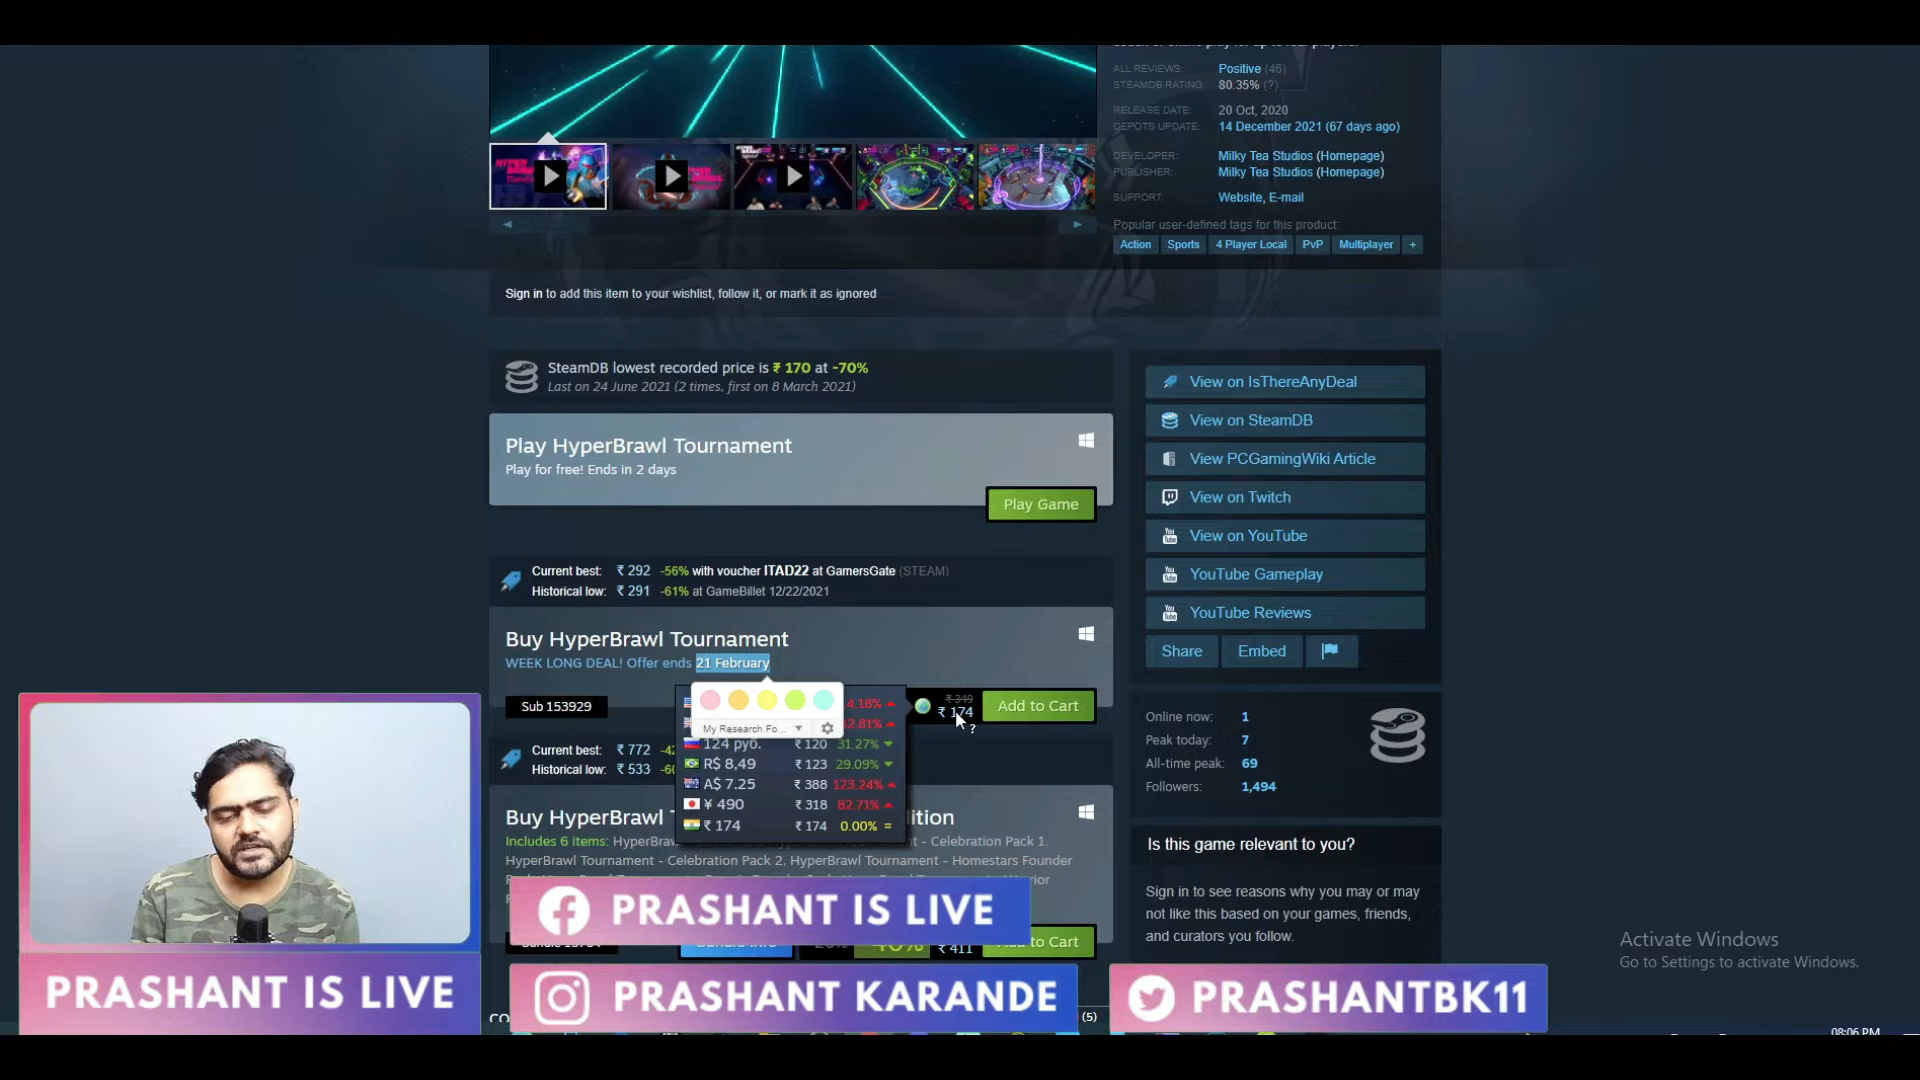 ALL REVIEWS: Positive (46)
STEAMDB RATING: 80.35% (?)
RELEASE DATE: 20 Oct, 2020
DEPOTS UPDATE: 14 December 2021 (67 days ago)
DEVELOPER: Milky Tea Studios (Homepage)
PUBLISHER: Milky Tea Studios (Homepage)
SUPPORT: Website, E-mail
Popular user-defined tags for this product:
Action Sports 4 Player Local PvP Multiplayer +
Sign in to add this item to your wishlist, follow it, or mark it as ignored
SteamDB lowest recorded price is ₹ 170 at -70%
Last on 24 June 2021 (2 times, first on 8 March 2021)
Play HyperBrawl Tournament
Play for free! Ends in 2 days
Play Game
Current best: ₹ 292 -56% with voucher ITAD22 at GamersGate (STEAM)
Historical low: ₹ 291 -61% at GameBillet 12/22/2021
Buy HyperBrawl Tournament
WEEK LONG DEAL! Offer ends 21 February
Sub 153929
₹ 349
₹ 174
Add to Cart
My Research Fo...
4.18%
2.81%
124 pуб. ₹ 120 31.27%
R$ 8,49 ₹ 123 29.09%
A$ 7.25 ₹ 388 123.24%
¥ 490 ₹ 318 82.71%
₹ 174 ₹ 174 0.00% =
Current best: ₹ 772
Historical low: ₹ 533
Buy HyperBrawl
Includes 6 items: - Celebration Pack 1,
HyperBrawl Tournament - Celebration Pack 2, HyperBrawl Tournament - Homestars Founder
₹ 411
Add to Cart
View on IsThereAnyDeal
View on SteamDB
View PCGamingWiki Article
View on Twitch
View on YouTube
YouTube Gameplay
YouTube Reviews
Share Embed
Online now: 1
Peak today: 7
All-time peak: 69
Followers: 1,494
Is this game relevant to you?
Sign in to see reasons why you may or may
not like this based on your games, friends,
and curators you follow.
Activate Windows
Go to Settings to activate Windows.
PRASHANT IS LIVE
PRASHANT IS LIVE
PRASHANT KARANDE
PRASHANTBK11
(5)
08:06 PM